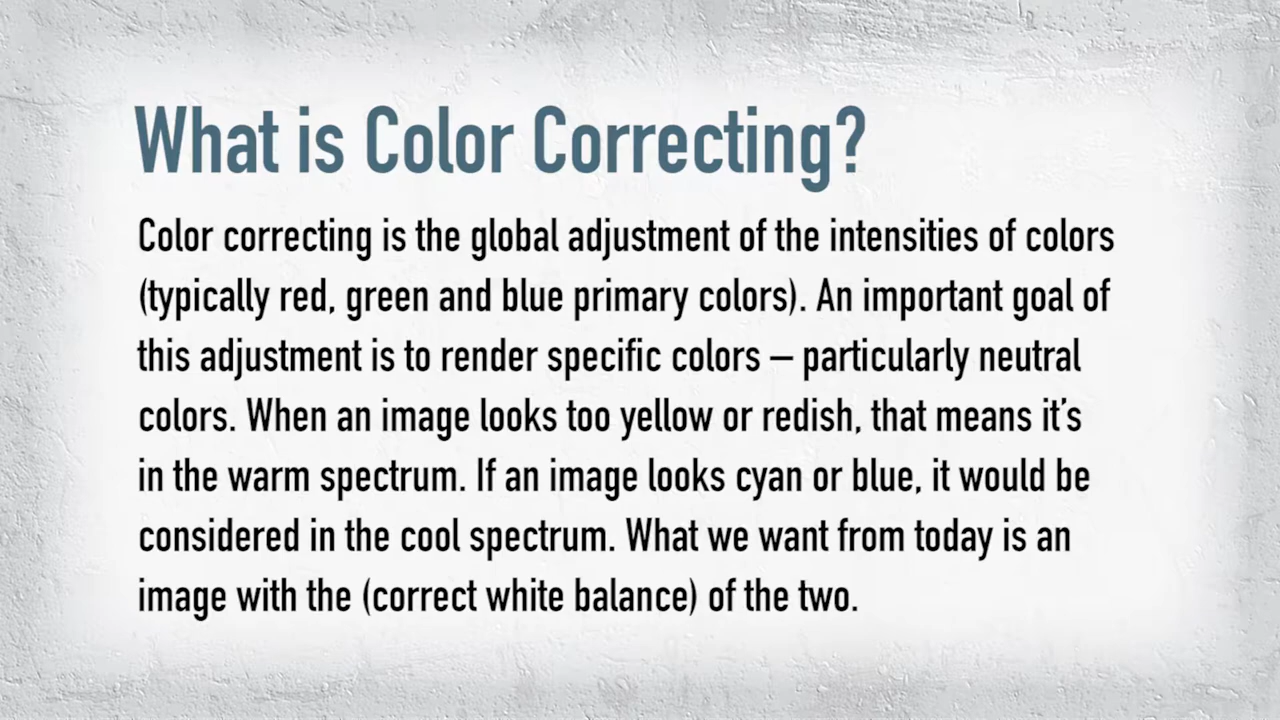 What is Color Correcting?
Color correcting is the global adjustment of the intensities of colors
(typically red, green and blue primary colors). An important goal of
this adjustment is to render specific colors – particularly neutral
colors. When an image looks too yellow or redish, that means it’s
in the warm spectrum. If an image looks cyan or blue, it would be
considered in the cool spectrum. What we want from today is an
image with the (correct white balance) of the two.